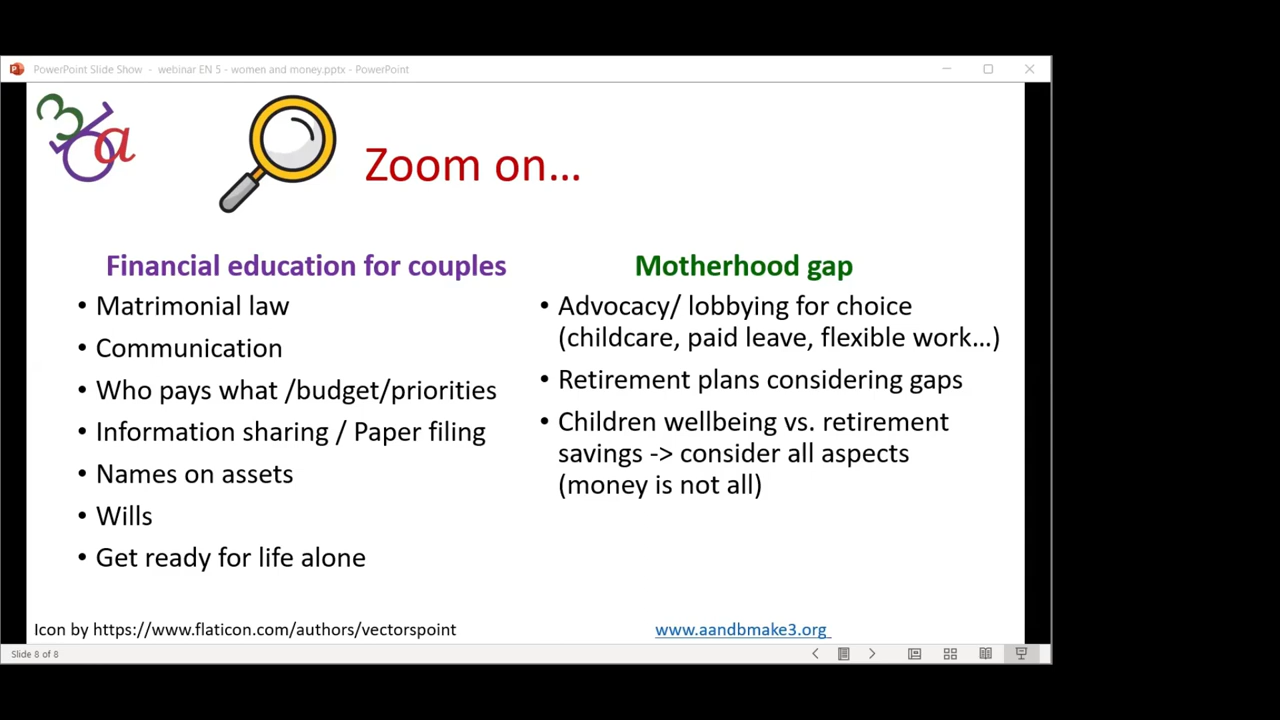 PowerPoint Slide Show - webinar EN 5 - women and money.pptx - PowerPoint
Zoom on...
Financial education for couples
• Matrimonial law
• Communication
• Who pays what /budget/priorities
• Information sharing / Paper filing
• Names on assets
• Wills
• Get ready for life alone
Motherhood gap
• Advocacy/ lobbying for choice
(childcare, paid leave, flexible work...)
• Retirement plans considering gaps
• Children wellbeing vs. retirement
savings -> consider all aspects
(money is not all)
Icon by https://www.flaticon.com/authors/vectorspoint
www.aandbmake3.org
Slide 8 of 8